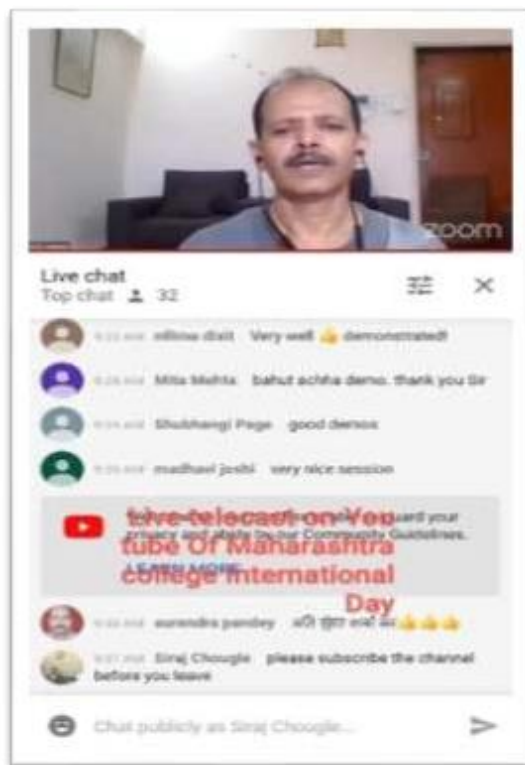 zoom
Live chat
Top chat 32
nilima dixit Very well 👍 demonstrated!
Mita Mehta bahut achha demo. thank you Sir
Shubhangi Page good demos
madhavi joshi very nice session
Live telecast on You
guard your
tube Of Maharashtra
privacy and by our Community Guidelines.
college International
LEARN MORE
Day
surendra pandey अति सुंदर 👍👍👍
Siraj Chougle please subscribe the channel
before you leave
Chat publicly as Siraj Chougle...